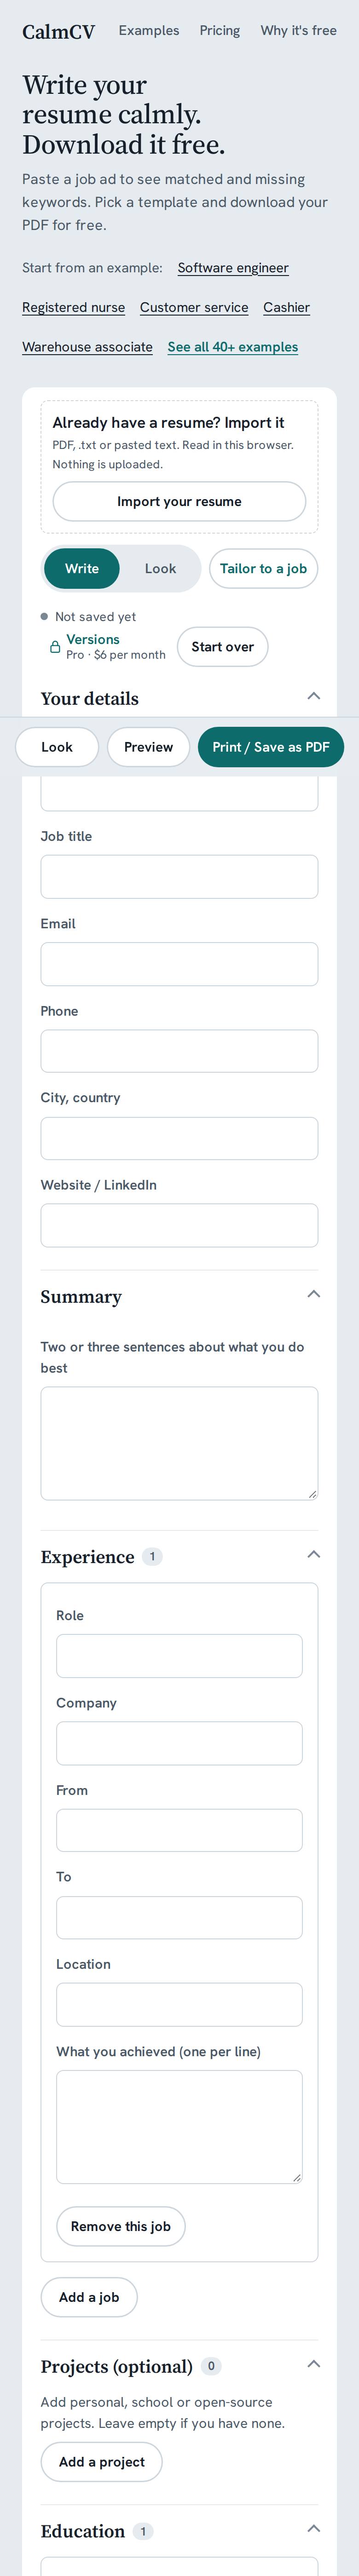 CalmCV Examples Pricing Why it's free
Write your
resume calmly.
Download it free.
Paste a job ad to see matched and missing
keywords. Pick a template and download your
PDF for free.
Start from an example: Software engineer
Registered nurse Customer service Cashier
Warehouse associate See all 40+ examples
Already have a resume? Import it
PDF, .txt or pasted text. Read in this browser.
Nothing is uploaded.
Import your resume
Write Look Tailor to a job
Not saved yet
Versions
Pro · $6 per month
Start over
Your details
Look Preview Print / Save as PDF
Job title
Email
Phone
City, country
Website / LinkedIn
Summary
Two or three sentences about what you do
best
Experience 1
Role
Company
From
To
Location
What you achieved (one per line)
Remove this job
Add a job
Projects (optional) 0
Add personal, school or open-source
projects. Leave empty if you have none.
Add a project
Education 1